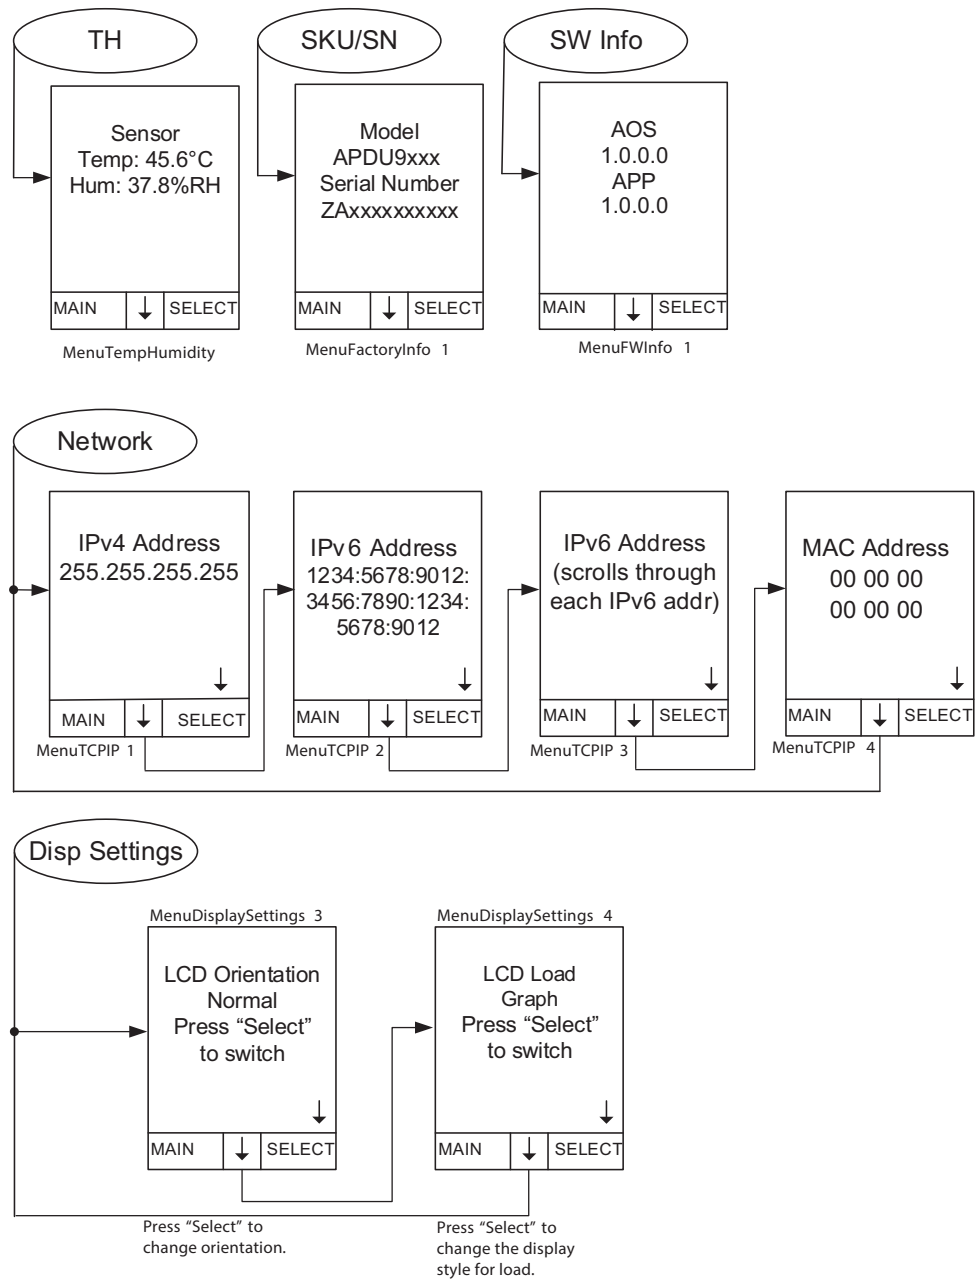 TH
SKU/SN
SW Info
Sensor
Temp: 45.6°C
Hum: 37.8%RH
MAIN
↓
SELECT
MenuTempHumidity
Model
APDU9xxx
Serial Number
ZAxxxxxxxxxx
MAIN
↓
SELECT
MenuFactoryInfo 1
AOS
1.0.0.0
APP
1.0.0.0
MAIN
↓
SELECT
MenuFWInfo 1
Network
IPv4 Address
255.255.255.255
↓
MAIN
↓
SELECT
MenuTCPIP 1
IPv6 Address
1234:5678:9012:
3456:7890:1234:
5678:9012
↓
MAIN
↓
SELECT
MenuTCPIP 2
IPv6 Address
(scrolls through
each IPv6 addr)
↓
MAIN
↓
SELECT
MenuTCPIP 3
MAC Address
00 00 00
00 00 00
↓
MAIN
↓
SELECT
MenuTCPIP 4
Disp Settings
MenuDisplaySettings 3
LCD Orientation
Normal
Press “Select”
to switch
↓
MAIN
↓
SELECT
Press “Select” to
change orientation.
MenuDisplaySettings 4
LCD Load
Graph
Press “Select”
to switch
↓
MAIN
↓
SELECT
Press “Select” to
change the display
style for load.